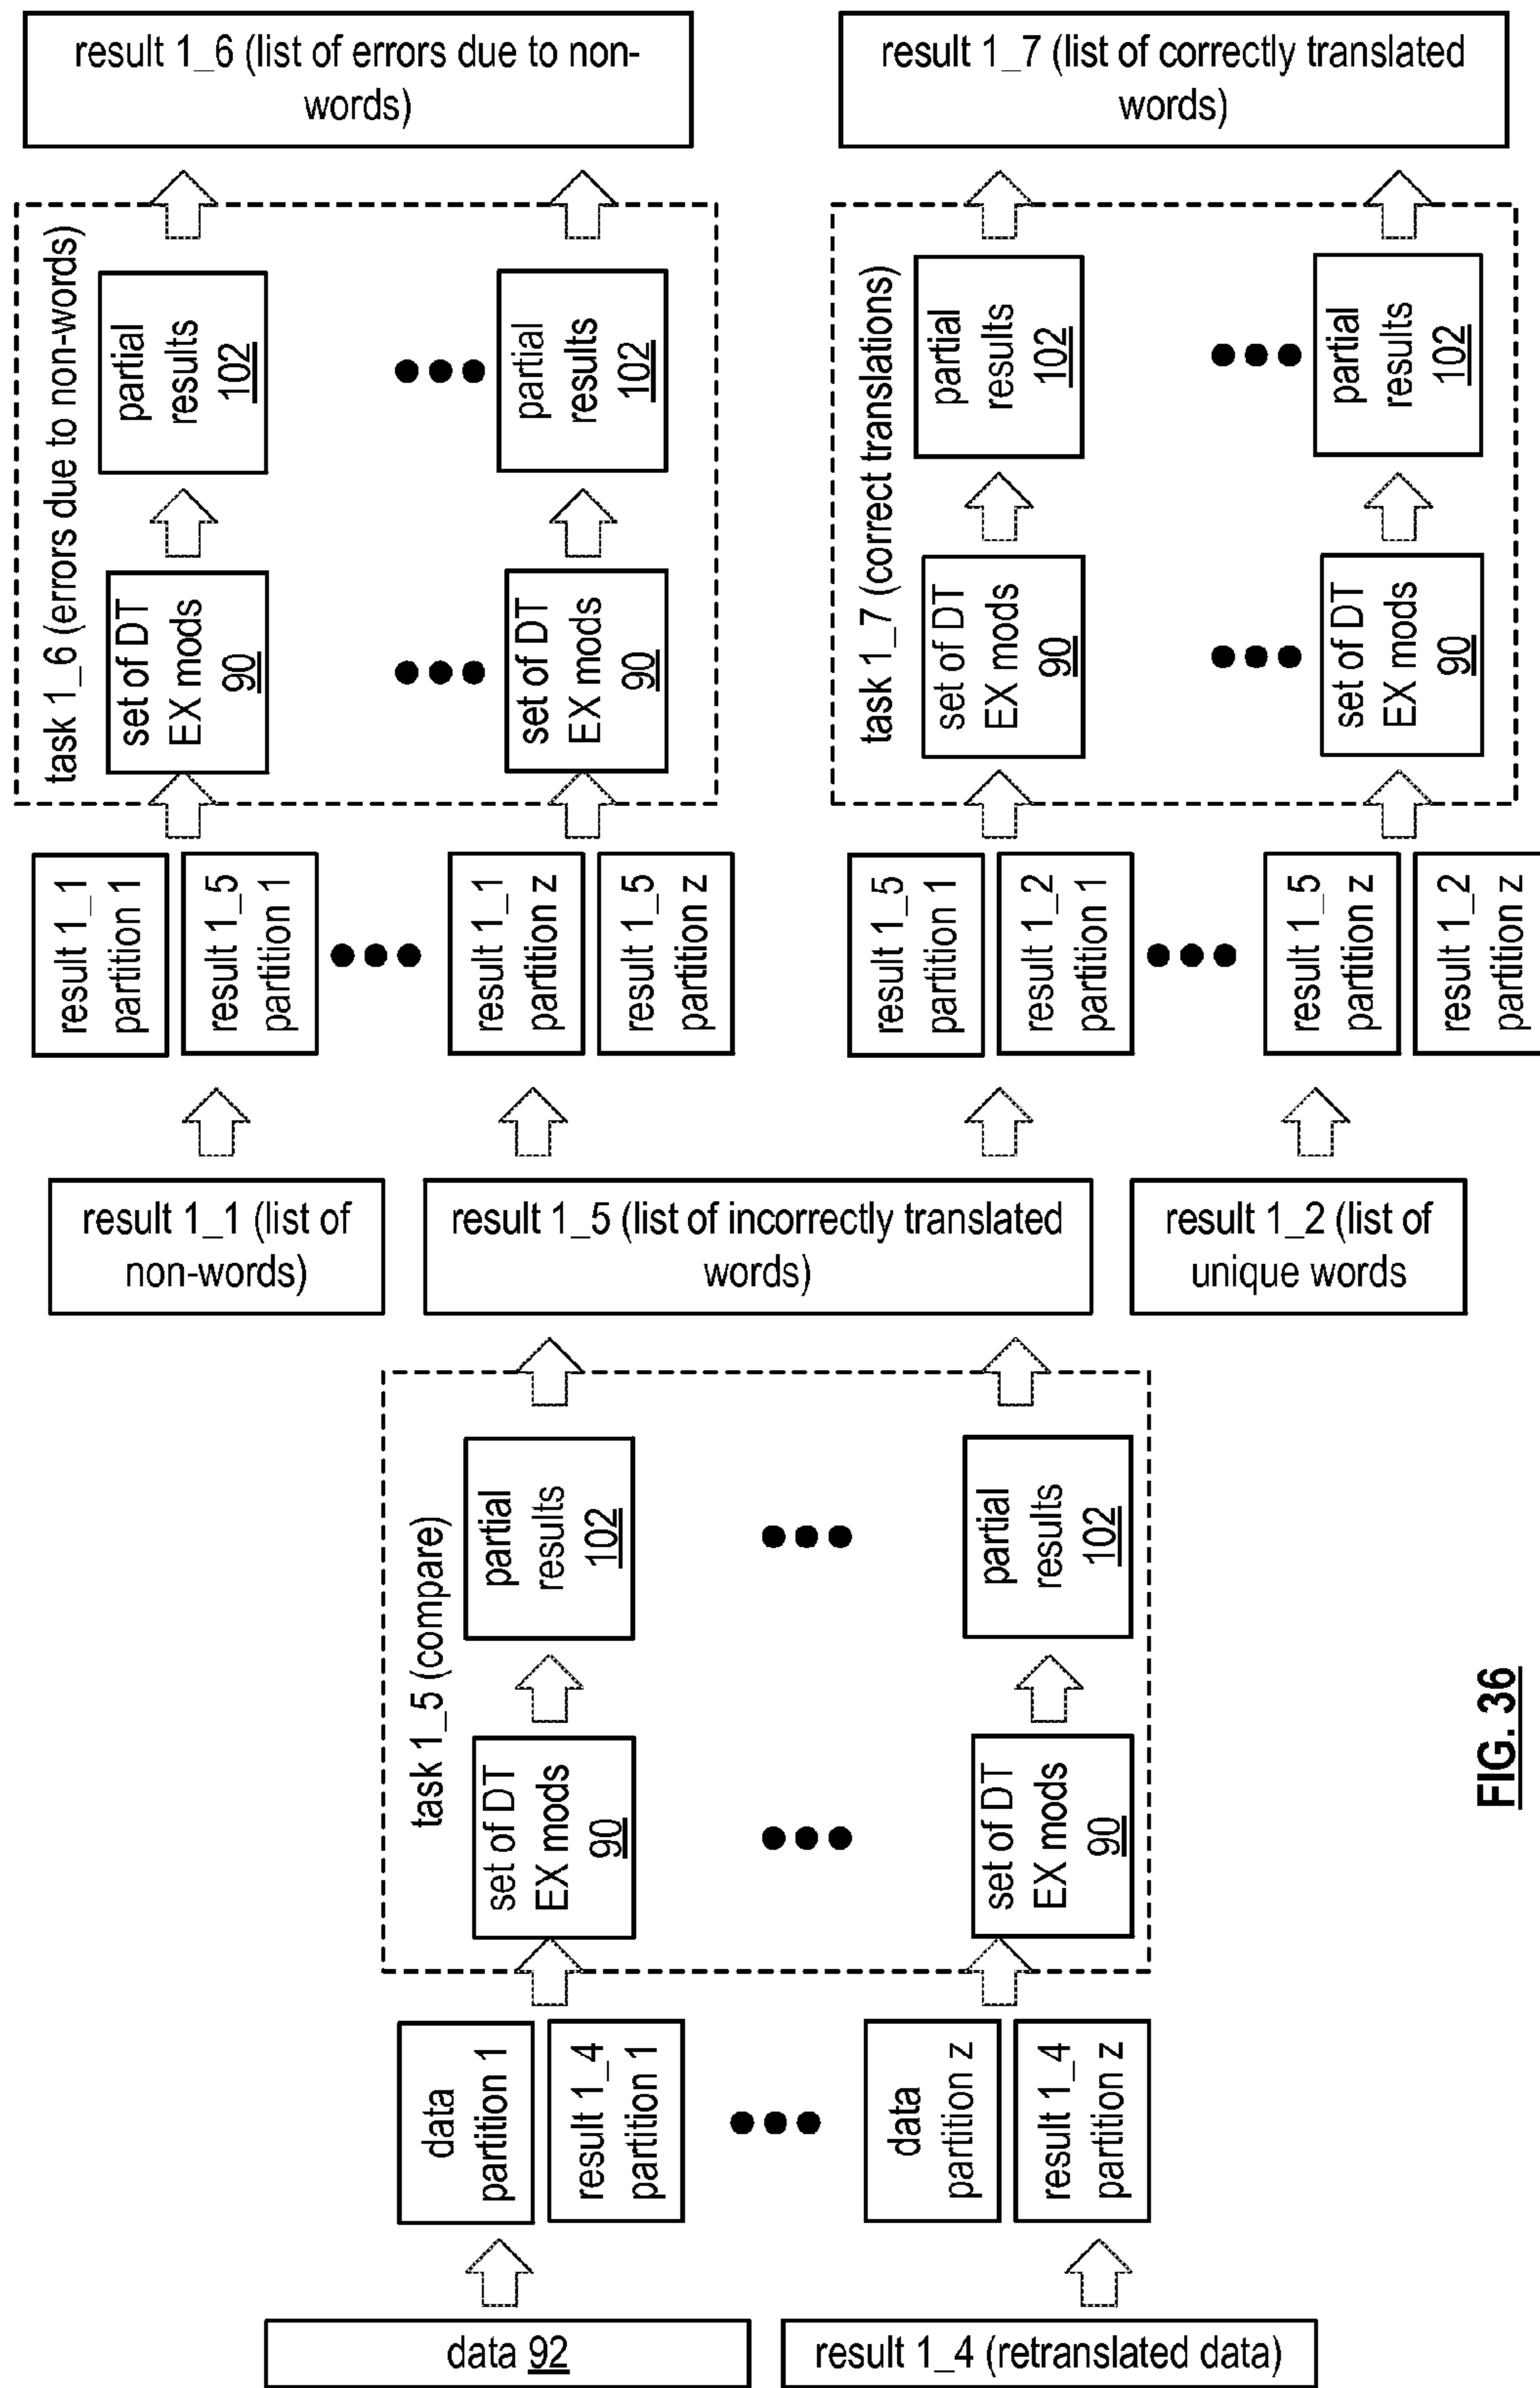 data 92
result 1_4 (retranslated data)
data
partition 1
result 1_4
partition 1
data
partition z
result 1_4
partition z
task 1_5 (compare)
set of DT
EX mods
90
partial
results
102
set of DT
EX mods
90
partial
results
102
result 1_1 (list of
non-words)
result 1_5 (list of incorrectly translated
words)
result 1_2 (list of
unique words
result 1_1
partition 1
result 1_5
partition 1
result 1_1
partition z
result 1_5
partition z
task 1_6 (errors due to non-words)
set of DT
EX mods
90
partial
results
102
set of DT
EX mods
90
partial
results
102
result 1_6 (list of errors due to non-
words)
result 1_5
partition 1
result 1_2
partition 1
result 1_5
partition z
result 1_2
partition z
task 1_7 (correct translations)
set of DT
EX mods
90
partial
results
102
set of DT
EX mods
90
partial
results
102
result 1_7 (list of correctly translated
words)
FIG. 36